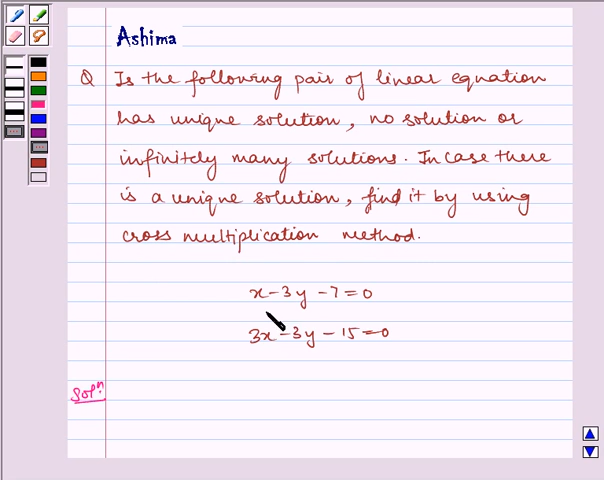 Ashima
Q Is the following pair of linear equation
has unique solution, no solution or
infinitely many solutions. In case there
is a unique solution, find it by using
cross multiplication method.
x - 3y - 7 = 0
3x - 3y - 15 = 0
Solⁿ